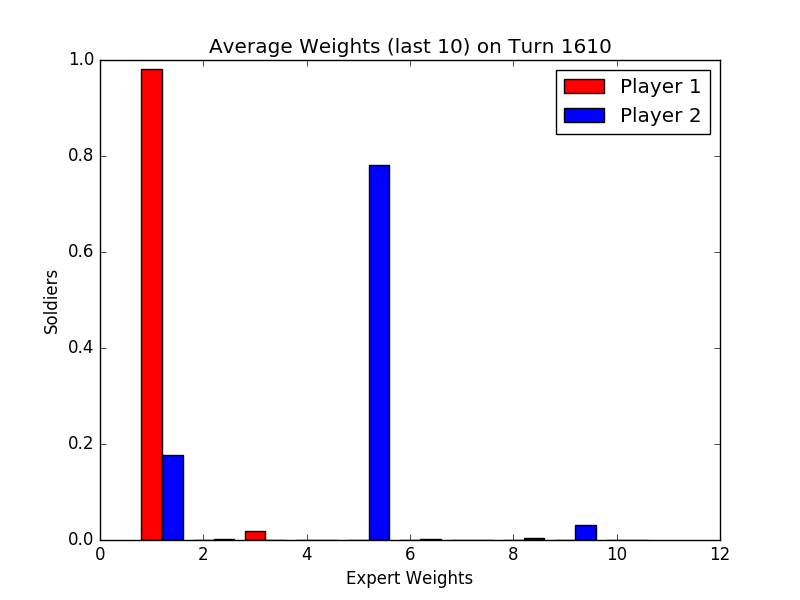 Average Weights (last 10) on Turn 1610
1.0
0.8
0.6
0.4
0.2
0.0
Soldiers
Player 1
Player 2
0 2 4 6 8 10 12
Expert Weights